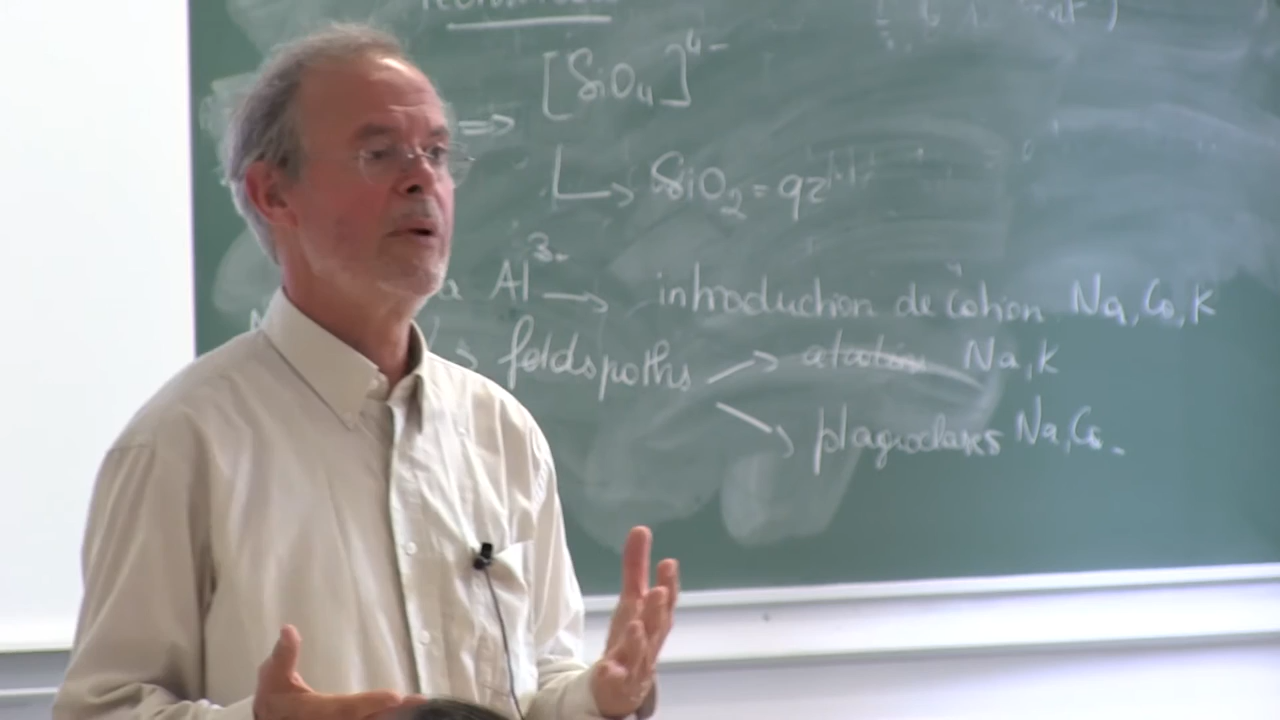 [SiO4]4-
=>
↳ SiO2 = qz
Al3- → introduction de cation Na, Ca, K
feldspaths → Na, K
plagioclases Na, Ca.